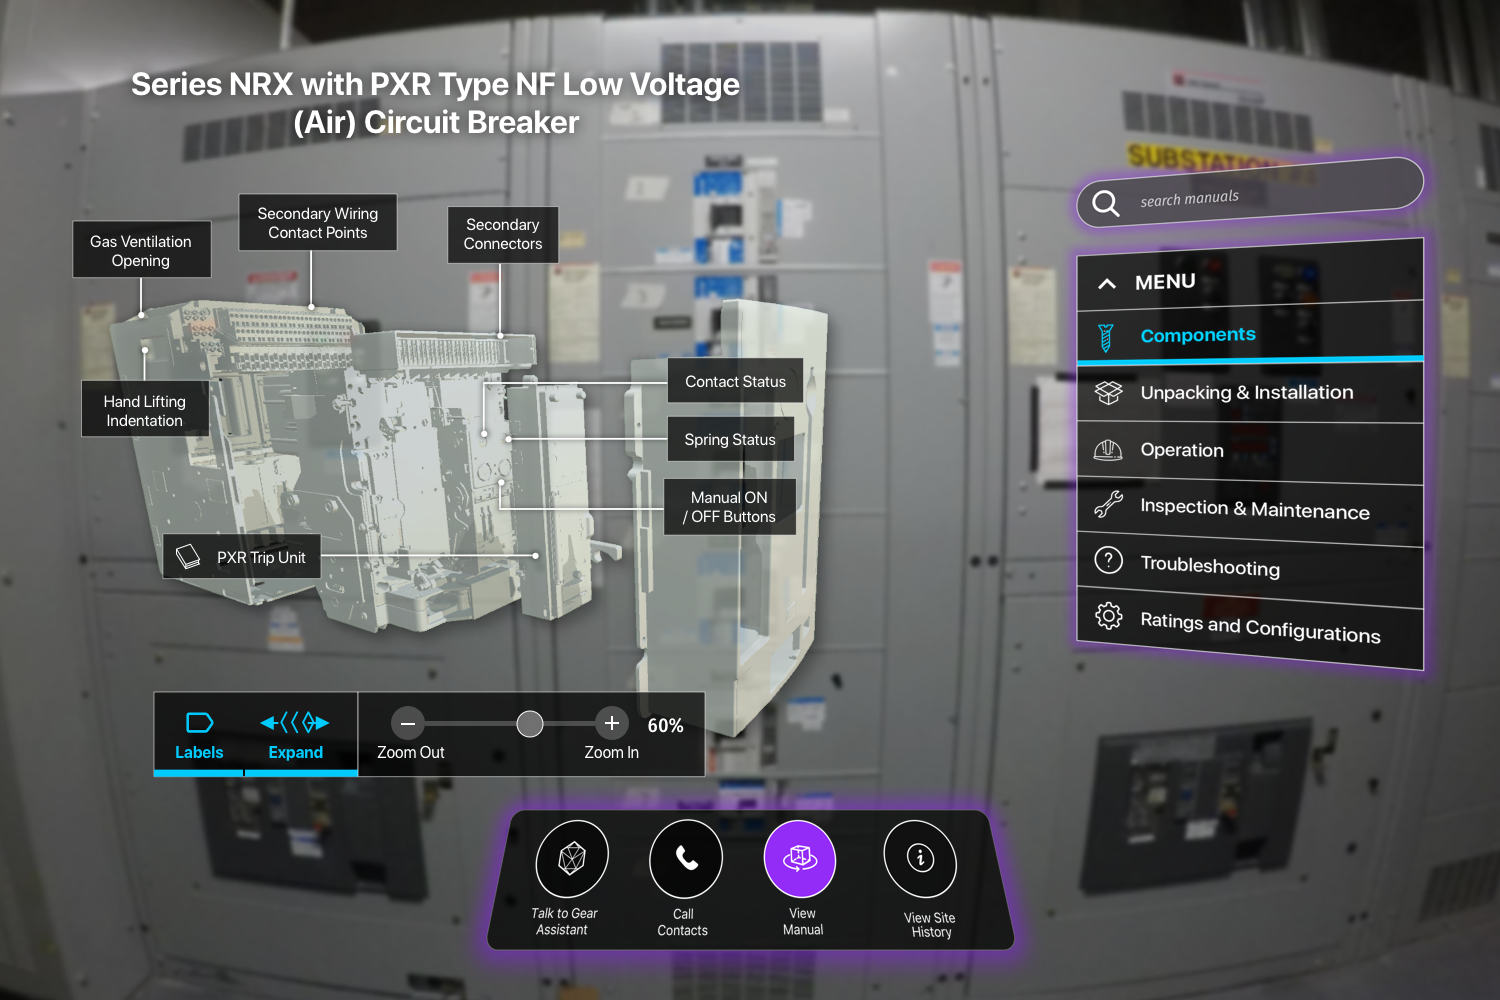 Series NRX with PXR Type NF Low Voltage
(Air) Circuit Breaker
SUBSTATION
search manuals
Gas Ventilation
Opening
Secondary Wiring
Contact Points
Secondary
Connectors
Hand Lifting
Indentation
Contact Status
Spring Status
Manual ON
/ OFF Buttons
PXR Trip Unit
MENU
Components
Unpacking & Installation
Operation
Inspection & Maintenance
Troubleshooting
Ratings and Configurations
Labels
Expand
Zoom Out
Zoom In
60%
Talk to Gear
Assistant
Call
Contacts
View
Manual
View Site
History